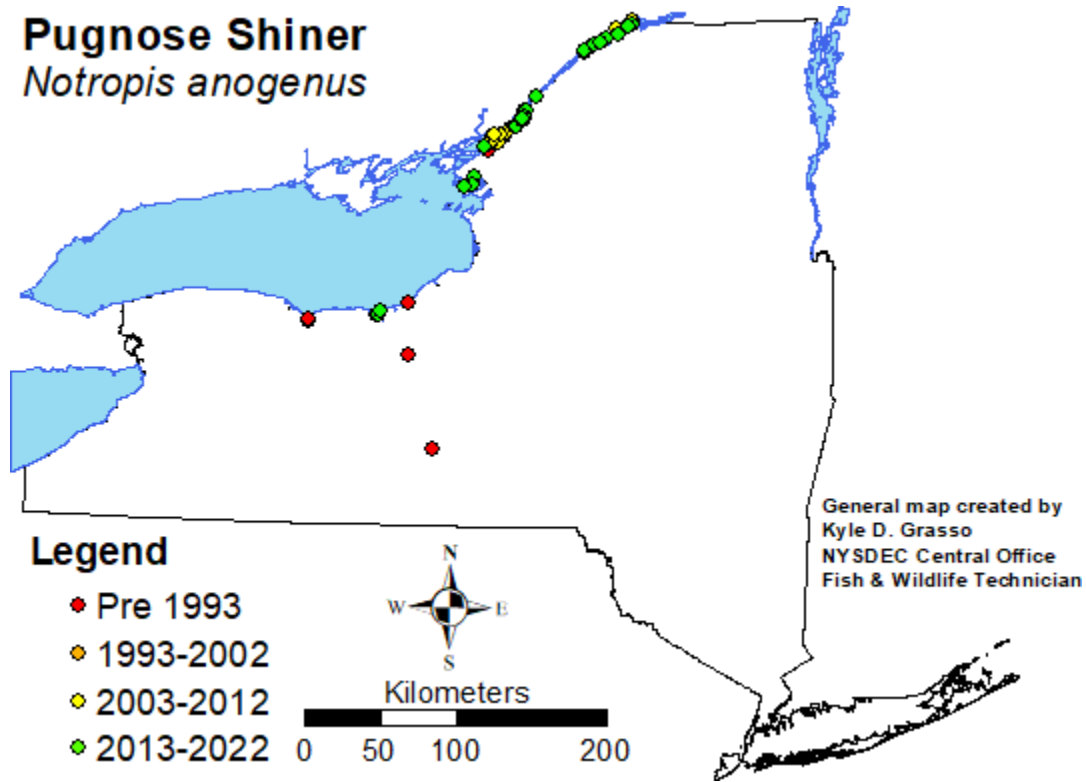 Pugnose Shiner
Notropis anogenus
General map created by
Kyle D. Grasso
NYSDEC Central Office
Fish & Wildlife Technician
Legend
Pre 1993
1993-2002
2003-2012
2013-2022
N
W E
S
Kilometers
0 50 100 200